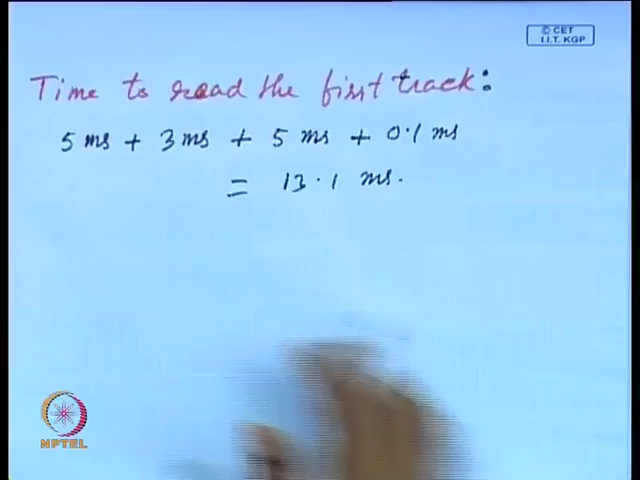 © CET
I.I.T. KGP
Time to read the first track:
5 ms + 3 ms + 5 ms + 0.1 ms
= 13.1 ms.
NPTEL